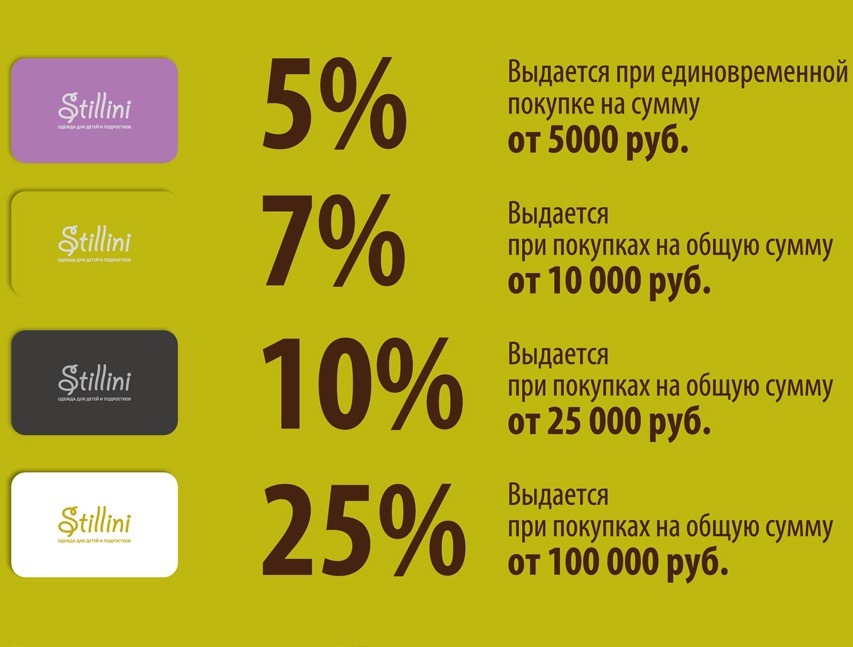 Stillini
ОДЕЖДА ДЛЯ ДЕТЕЙ И ПОДРОСТКОВ
5%
Выдается при единовременной
покупке на сумму
от 5000 руб.
Stillini
ОДЕЖДА ДЛЯ ДЕТЕЙ И ПОДРОСТКОВ
7%
Выдается
при покупках на общую сумму
от 10 000 руб.
Stillini
ОДЕЖДА ДЛЯ ДЕТЕЙ И ПОДРОСТКОВ
10%
Выдается
при покупках на общую сумму
от 25 000 руб.
Stillini
ОДЕЖДА ДЛЯ ДЕТЕЙ И ПОДРОСТКОВ
25%
Выдается
при покупках на общую сумму
от 100 000 руб.